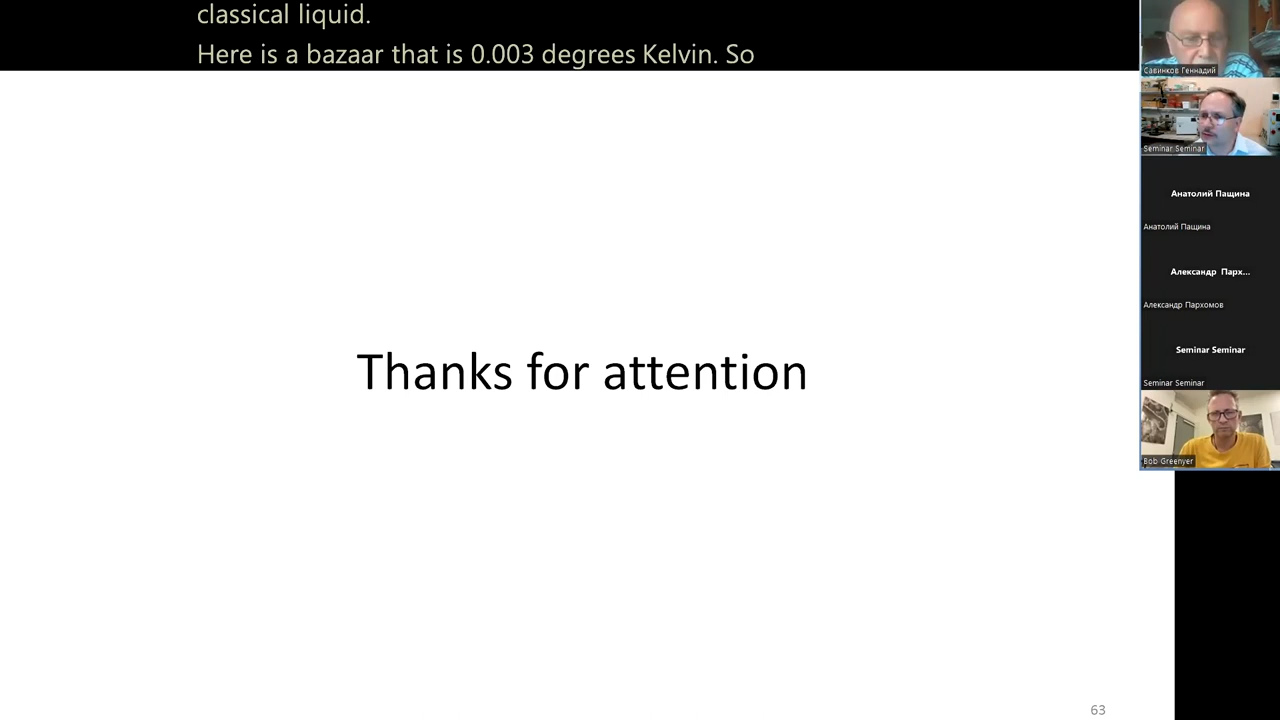 classical liquid.
Here is a bazaar that is 0.003 degrees Kelvin. So
Савинков Геннадий
Seminar Seminar
Анатолий Пащина
Анатолий Пащина
Александр Парх...
Александр Пархомов
Seminar Seminar
Seminar Seminar
Bob Greenyer
Thanks for attention
63